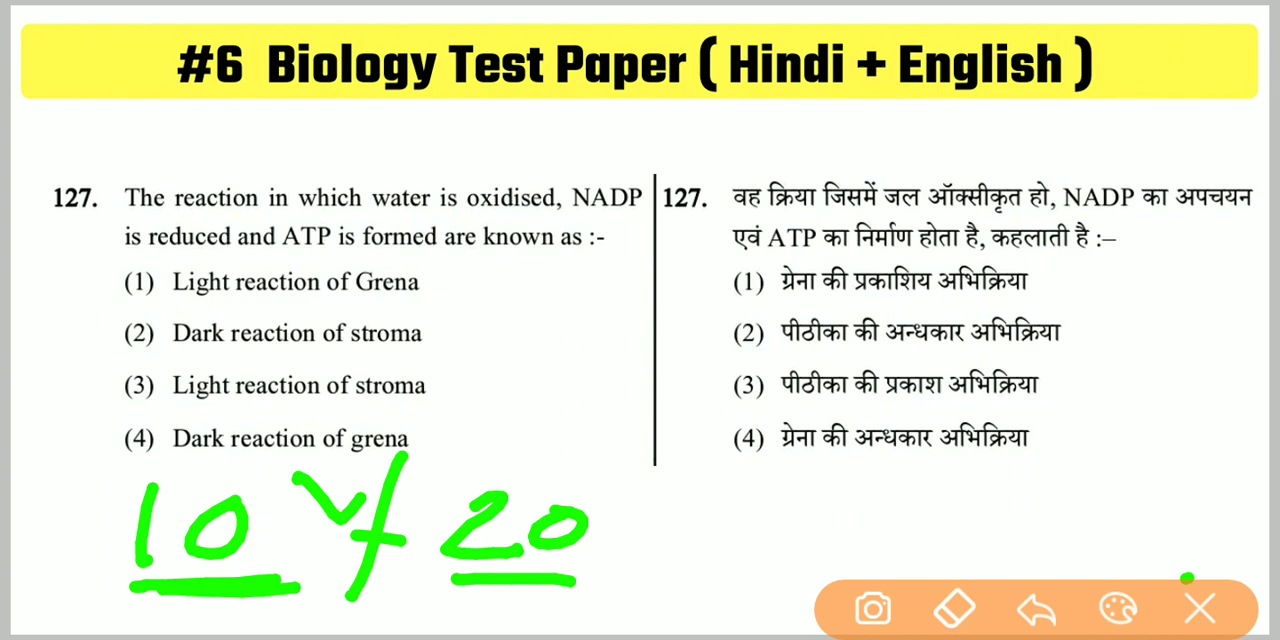 #6 Biology Test Paper ( Hindi + English )
127. The reaction in which water is oxidised, NADP
is reduced and ATP is formed are known as :-
(1) Light reaction of Grena
(2) Dark reaction of stroma
(3) Light reaction of stroma
(4) Dark reaction of grena
127. वह क्रिया जिसमें जल ऑक्सीकृत हो, NADP का अपचयन
एवं ATP का निर्माण होता है, कहलाती है :–
(1) ग्रेना की प्रकाशिय अभिक्रिया
(2) पीठीका की अन्धकार अभिक्रिया
(3) पीठीका की प्रकाश अभिक्रिया
(4) ग्रेना की अन्धकार अभिक्रिया
10 20